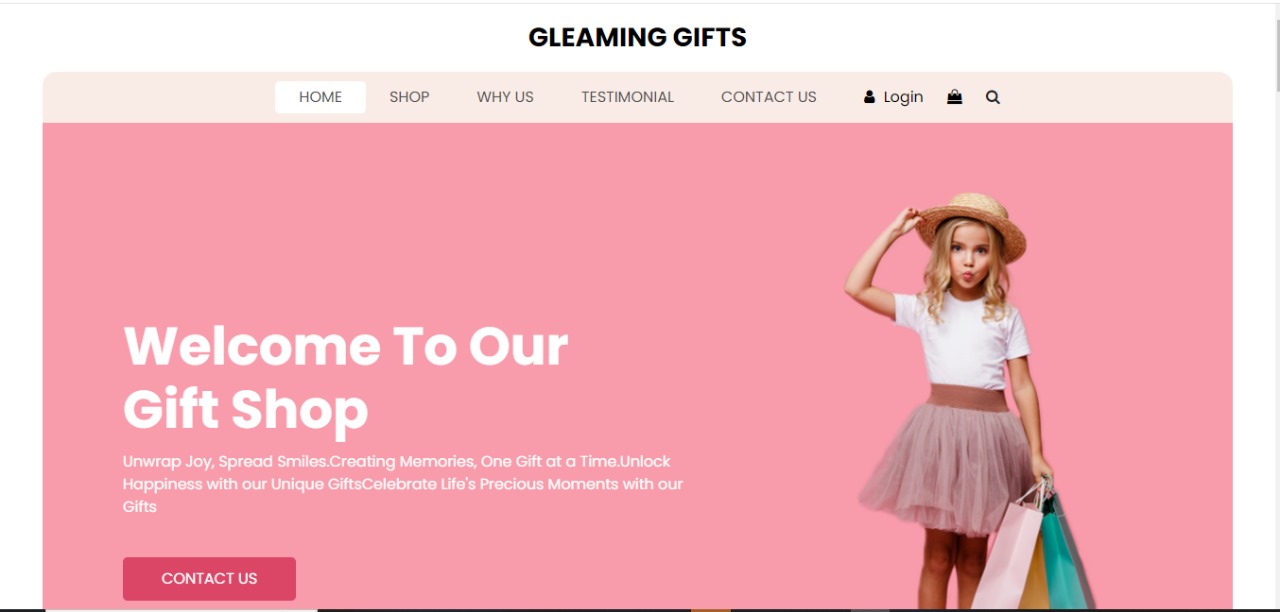 GLEAMING GIFTS
HOME SHOP WHY US TESTIMONIAL CONTACT US Login
Welcome To Our
Gift Shop
Unwrap Joy, Spread Smiles.Creating Memories, One Gift at a Time.Unlock
Happiness with our Unique GiftsCelebrate Life's Precious Moments with our
Gifts
CONTACT US